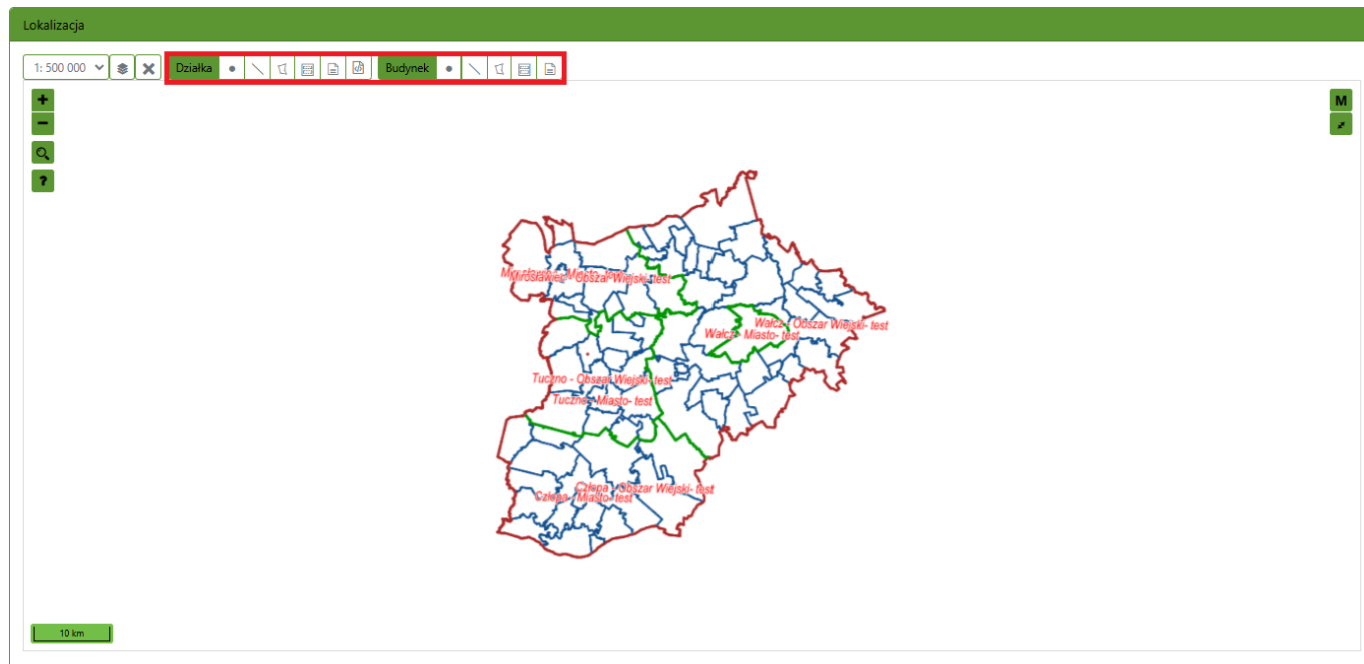 Lokalizacja
1: 500 000 Działka Budynek
+
−
?
M
Mirosławiec - Obszar Wiejski- test
Wałcz - Obszar Wiejski- test
Wałcz - Miasto- test
Tuczno - Obszar Wiejski- test
Tuczno - Miasto- test
Człopa - Obszar Wiejski- test
Człopa - Miasto- test
10 km